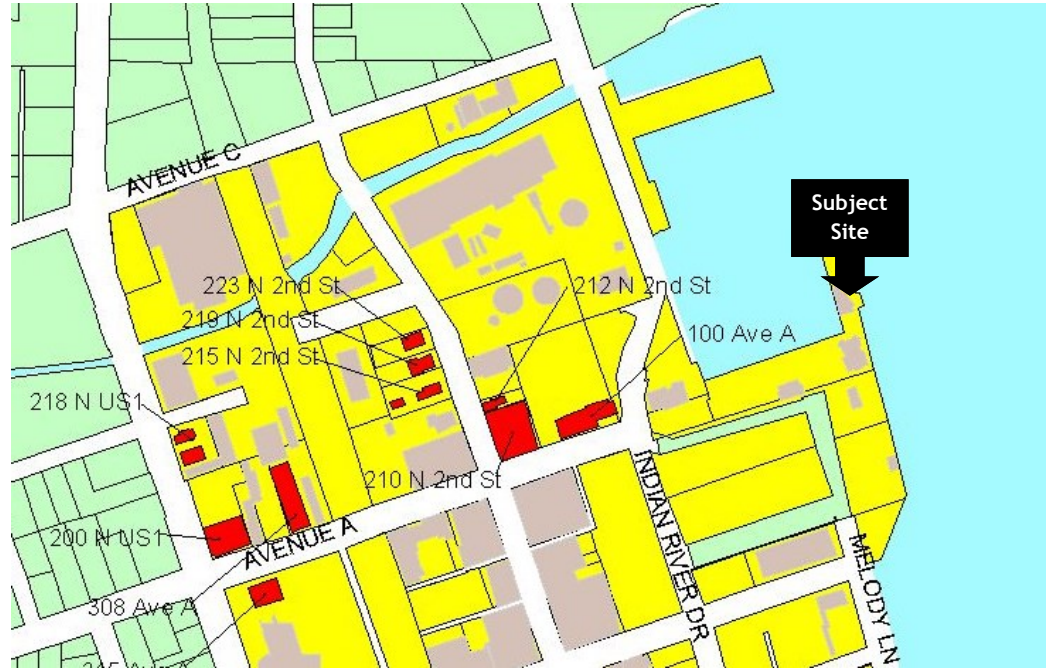 AVENUE C
Subject
Site
223 N 2nd St
212 N 2nd St
219 N 2nd St
100 Ave A
215 N 2nd St
218 N US1
210 N 2nd St
INDIAN RIVER DR
200 N US1
AVENUE A
MELODY LN
308 Ave A